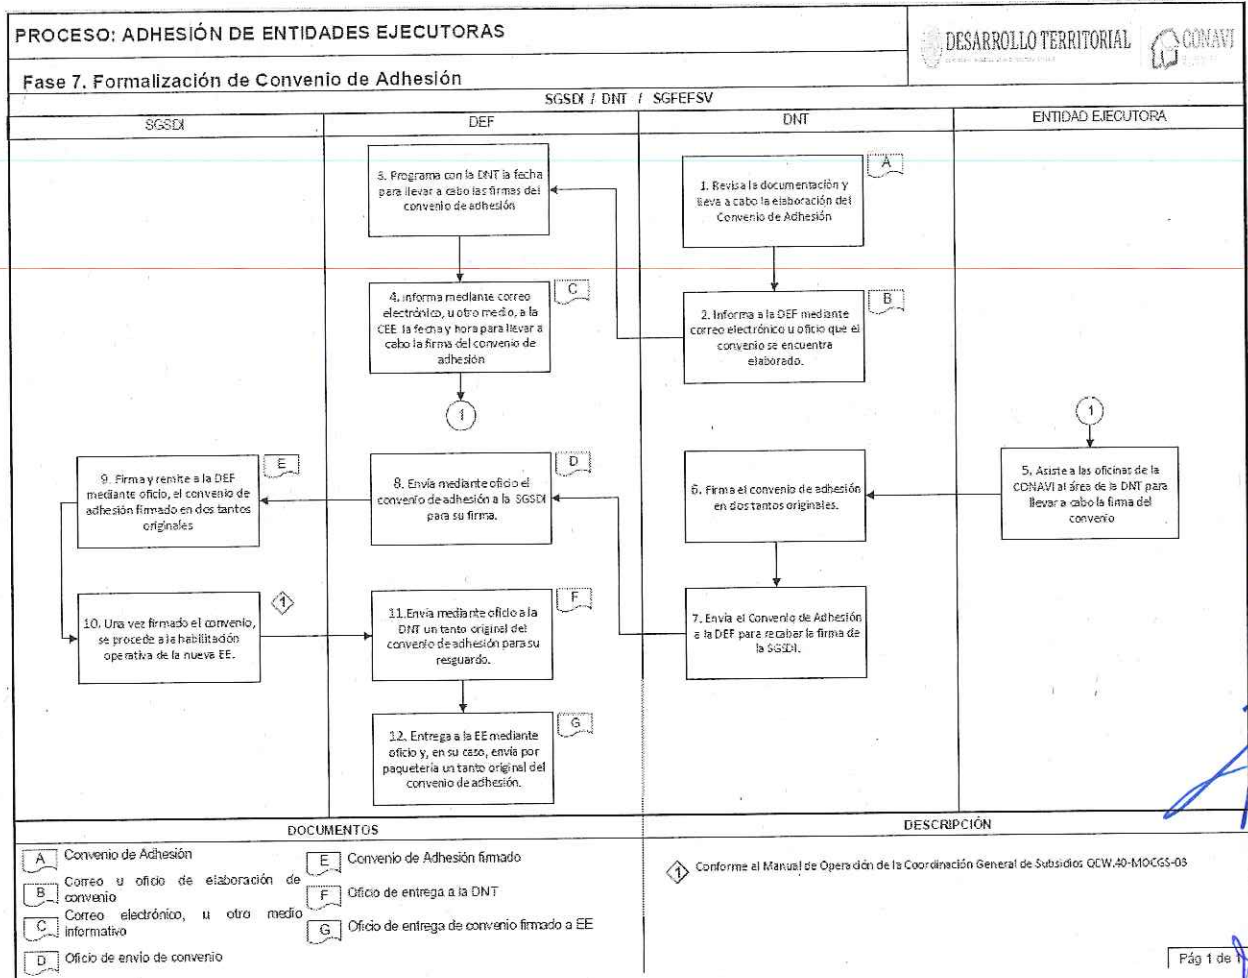 PROCESO: ADHESIÓN DE ENTIDADES EJECUTORAS
DESARROLLO TERRITORIAL
CONAVI
Fase 7. Formalización de Convenio de Adhesión
SGSDI / DNT / SGFEFSV
SGSDI
DEF
DNT
ENTIDAD EJECUTORA
3. Programa con la DNT la fecha
para llevar a cabo las firmas del
convenio de adhesión
A
1. Revisa la documentación y
lleva a cabo la elaboración del
Convenio de Adhesión
C
4. informa mediante correo
electrónico, u otro medio, a la
CEE la fecha y hora para llevar a
cabo la firma del convenio de
adhesión
B
2. Informa a la DEF mediante
correo electrónico u oficio que el
convenio se encuentra
elaborado.
1
1
E
9. Firma y remite a la DEF
mediante oficio, el convenio de
adhesión firmado en dos tantos
originales
D
8. Envía mediante oficio el
convenio de adhesión a la SGSDI
para su firma.
6. Firma el convenio de adhesión
en dos tantos originales.
5. Asiste a las oficinas de la
CONAVI al área de la DNT para
llevar a cabo la firma del
convenio
1
10. Una vez firmado el convenio,
se procede a la habilitación
operativa de la nueva EE.
F
11.Envía mediante oficio a la
DNT un tanto original del
convenio de adhesión para su
resguardo.
7. Envía el Convenio de Adhesión
a la DEF para recabar la firma de
la SGSDI.
G
12. Entrega a la EE mediante
oficio y, en su caso, envía por
paquetería un tanto original del
convenio de adhesión.
DOCUMENTOS
DESCRIPCIÓN
A Convenio de Adhesión
B Correo u oficio de elaboración de
convenio
C Correo electrónico, u otro medio
informativo
D Oficio de envío de convenio
E Convenio de Adhesión firmado
F Oficio de entrega a la DNT
G Oficio de entrega de convenio firmado a EE
1 Conforme al Manual de Operación de la Coordinación General de Subsidios QCW.40-MOCGS-03
Pág 1 de 1